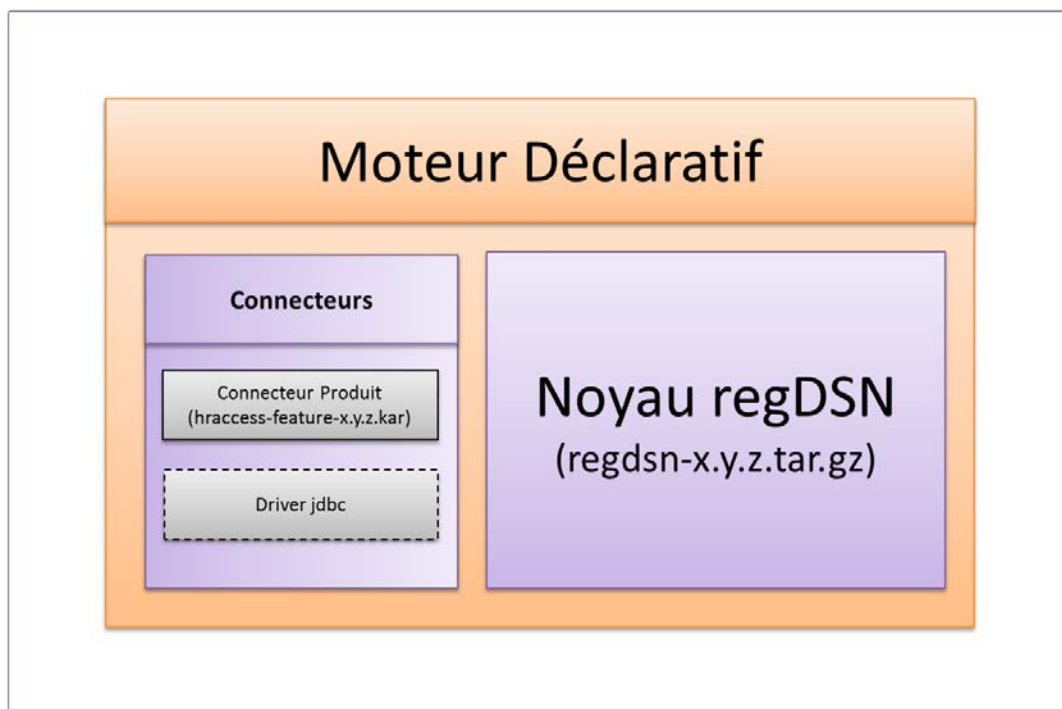 Moteur Déclaratif
Connecteurs
Connecteur Produit
(hraccess-feature-x.y.z.kar)
Driver jdbc
Noyau regDSN
(regdsn-x.y.z.tar.gz)